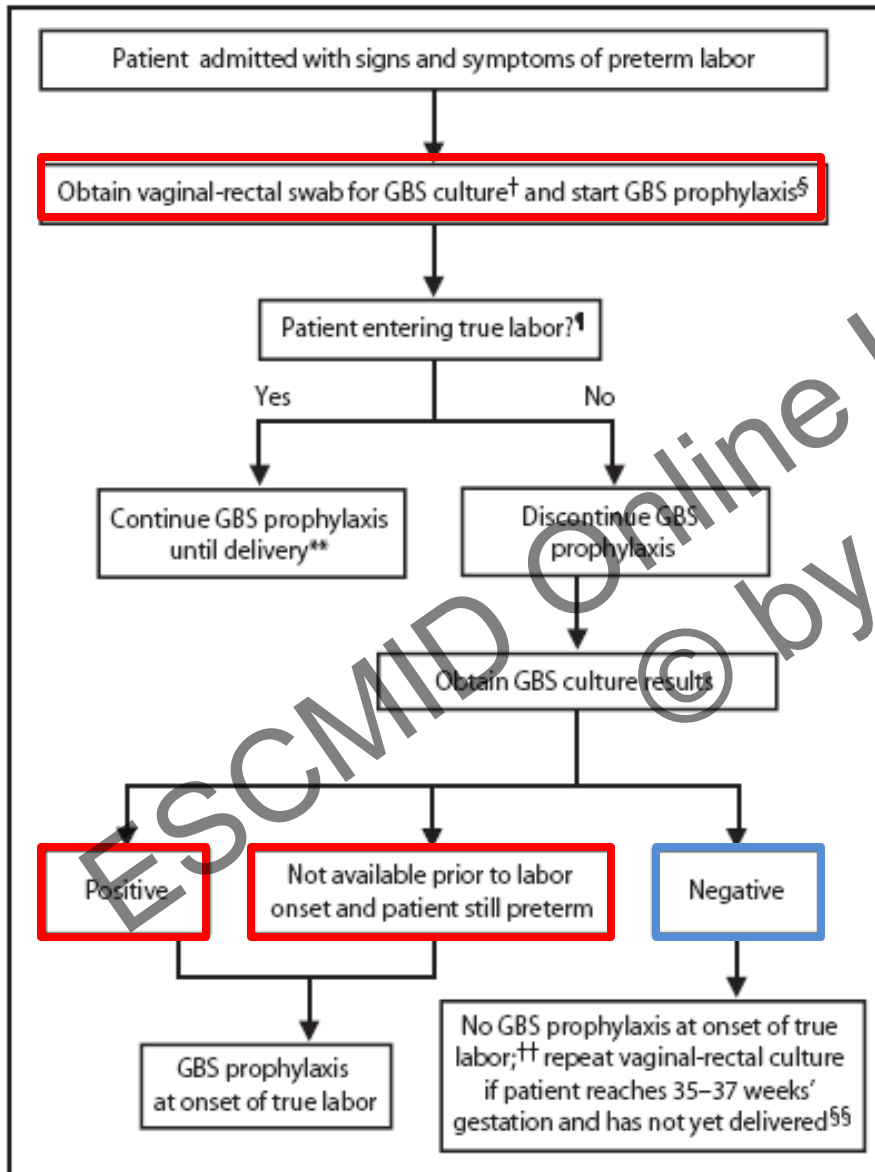 Patient admitted with signs and symptoms of preterm labor
Obtain vaginal-rectal swab for GBS culture† and start GBS prophylaxis§
Patient entering true labor?¶
Yes
No
Continue GBS prophylaxis
until delivery**
Discontinue GBS
prophylaxis
Obtain GBS culture results
Positive
Not available prior to labor
onset and patient still preterm
Negative
GBS prophylaxis
at onset of true labor
No GBS prophylaxis at onset of true
labor;†† repeat vaginal-rectal culture
if patient reaches 35–37 weeks'
gestation and has not yet delivered§§
ESCMID Online
© by